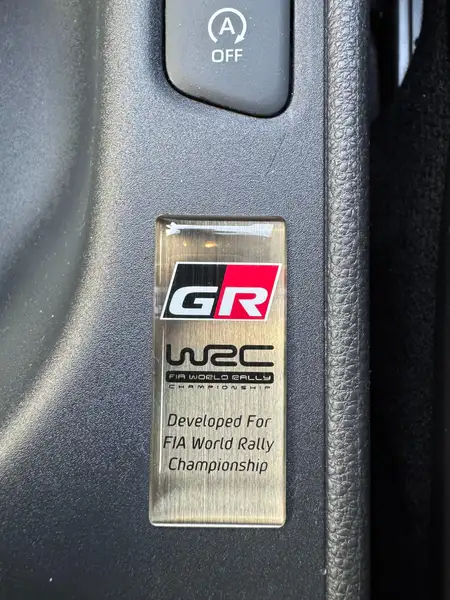 A
OFF
GR
WRC
FIA WORLD RALLY
CHAMPIONSHIP
Developed For
FIA World Rally
Championship